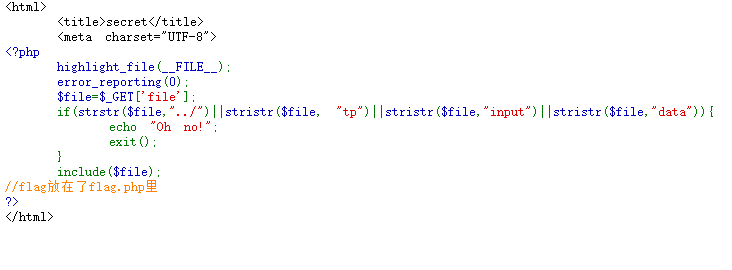 <html>
<title>secret</title>
<meta charset="UTF-8">
<?php
highlight_file(__FILE__);
error_reporting(0);
$file=$_GET['file'];
if(strstr($file,"../")||stristr($file, "tp")||stristr($file,"input")||stristr($file,"data")){
echo "Oh no!";
exit();
}
include($file);
//flag放在了flag.php里
?>
</html>